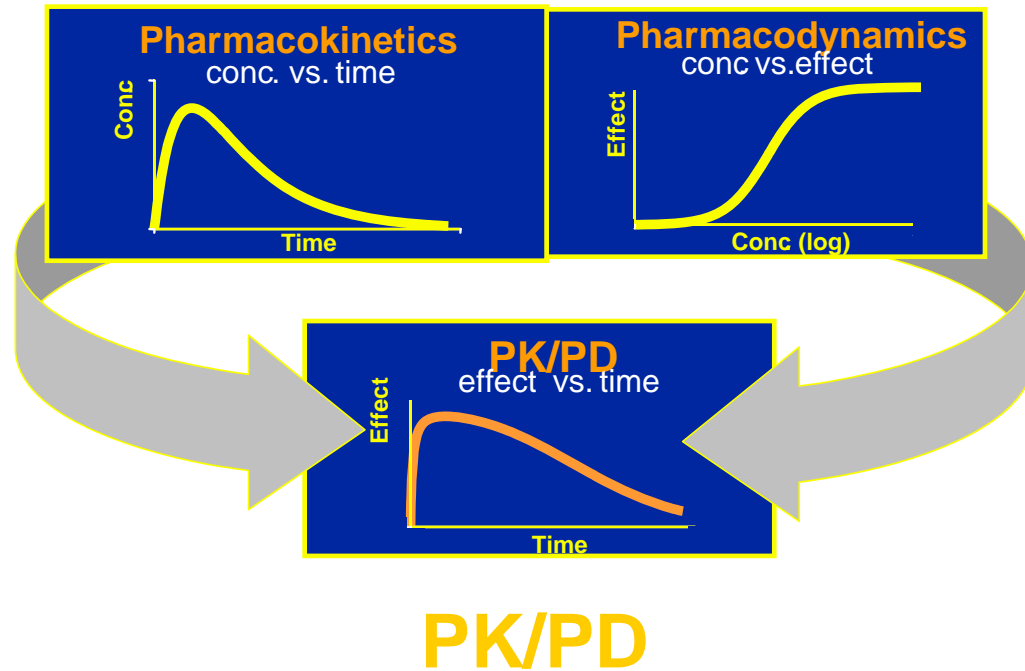 Pharmacokinetics
conc. vs. time
Conc
Time
Pharmacodynamics
conc vs.effect
Effect
Conc (log)
PK/PD
effect vs. time
Effect
Time
PK/PD